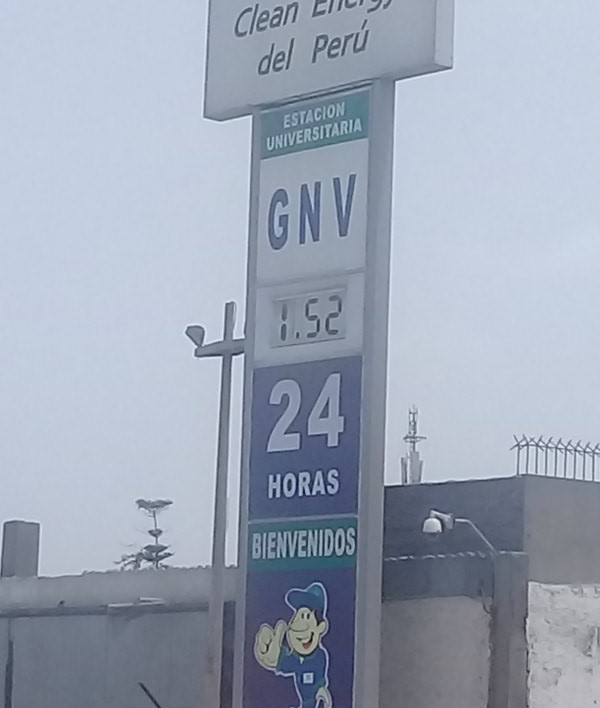 Clean Energy
del Perú
ESTACION
UNIVERSITARIA
GNV
1.52
24
HORAS
BIENVENIDOS